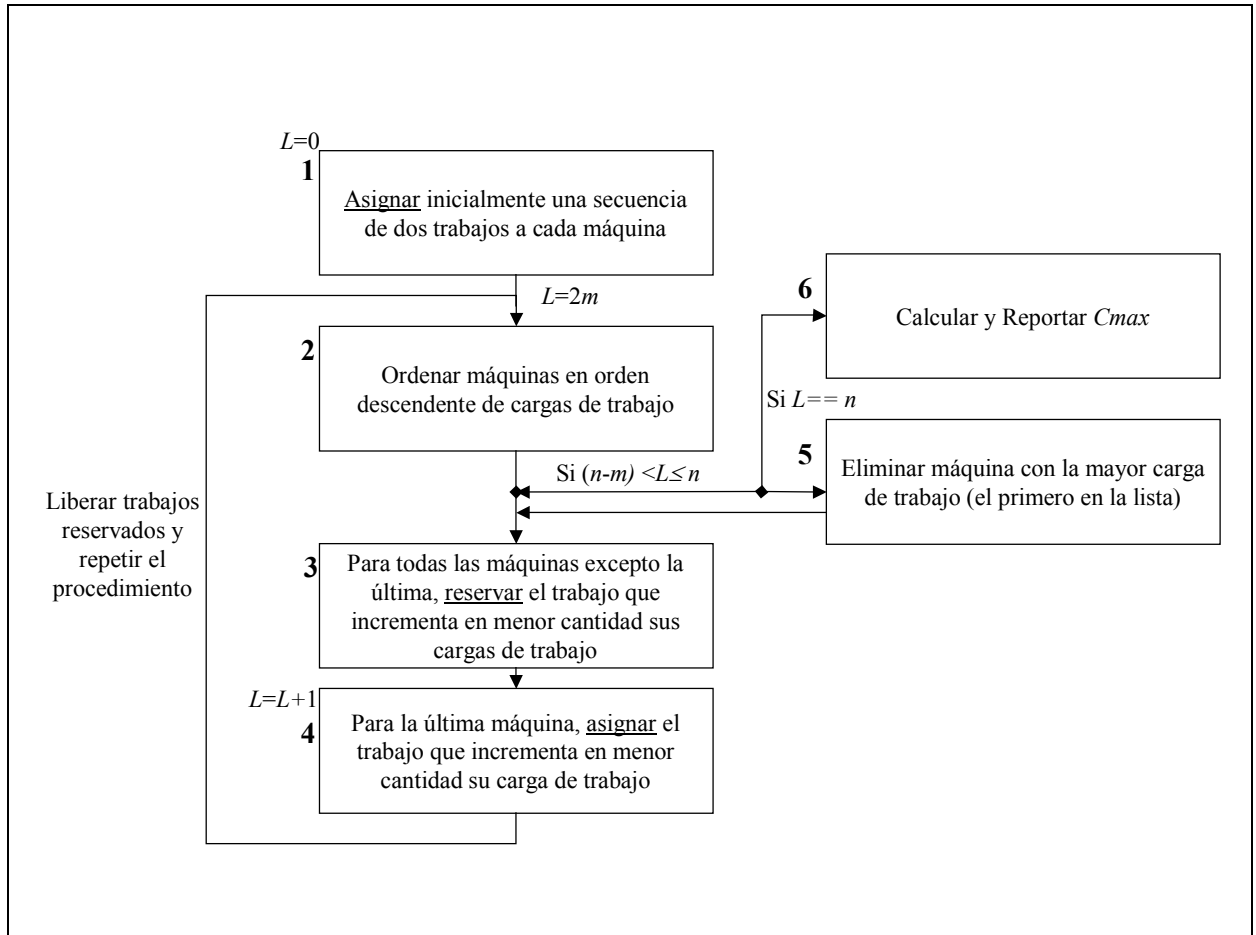 L=0
1
Asignar inicialmente una secuencia
de dos trabajos a cada máquina
L=2m
2
Ordenar máquinas en orden
descendente de cargas de trabajo
6
Calcular y Reportar Cmax
Si L== n
Si (n-m) <L≤ n
5
Eliminar máquina con la mayor carga
de trabajo (el primero en la lista)
Liberar trabajos
reservados y
repetir el
procedimiento
3
Para todas las máquinas excepto la
última, reservar el trabajo que
incrementa en menor cantidad sus
cargas de trabajo
L=L+1
4
Para la última máquina, asignar el
trabajo que incrementa en menor
cantidad su carga de trabajo